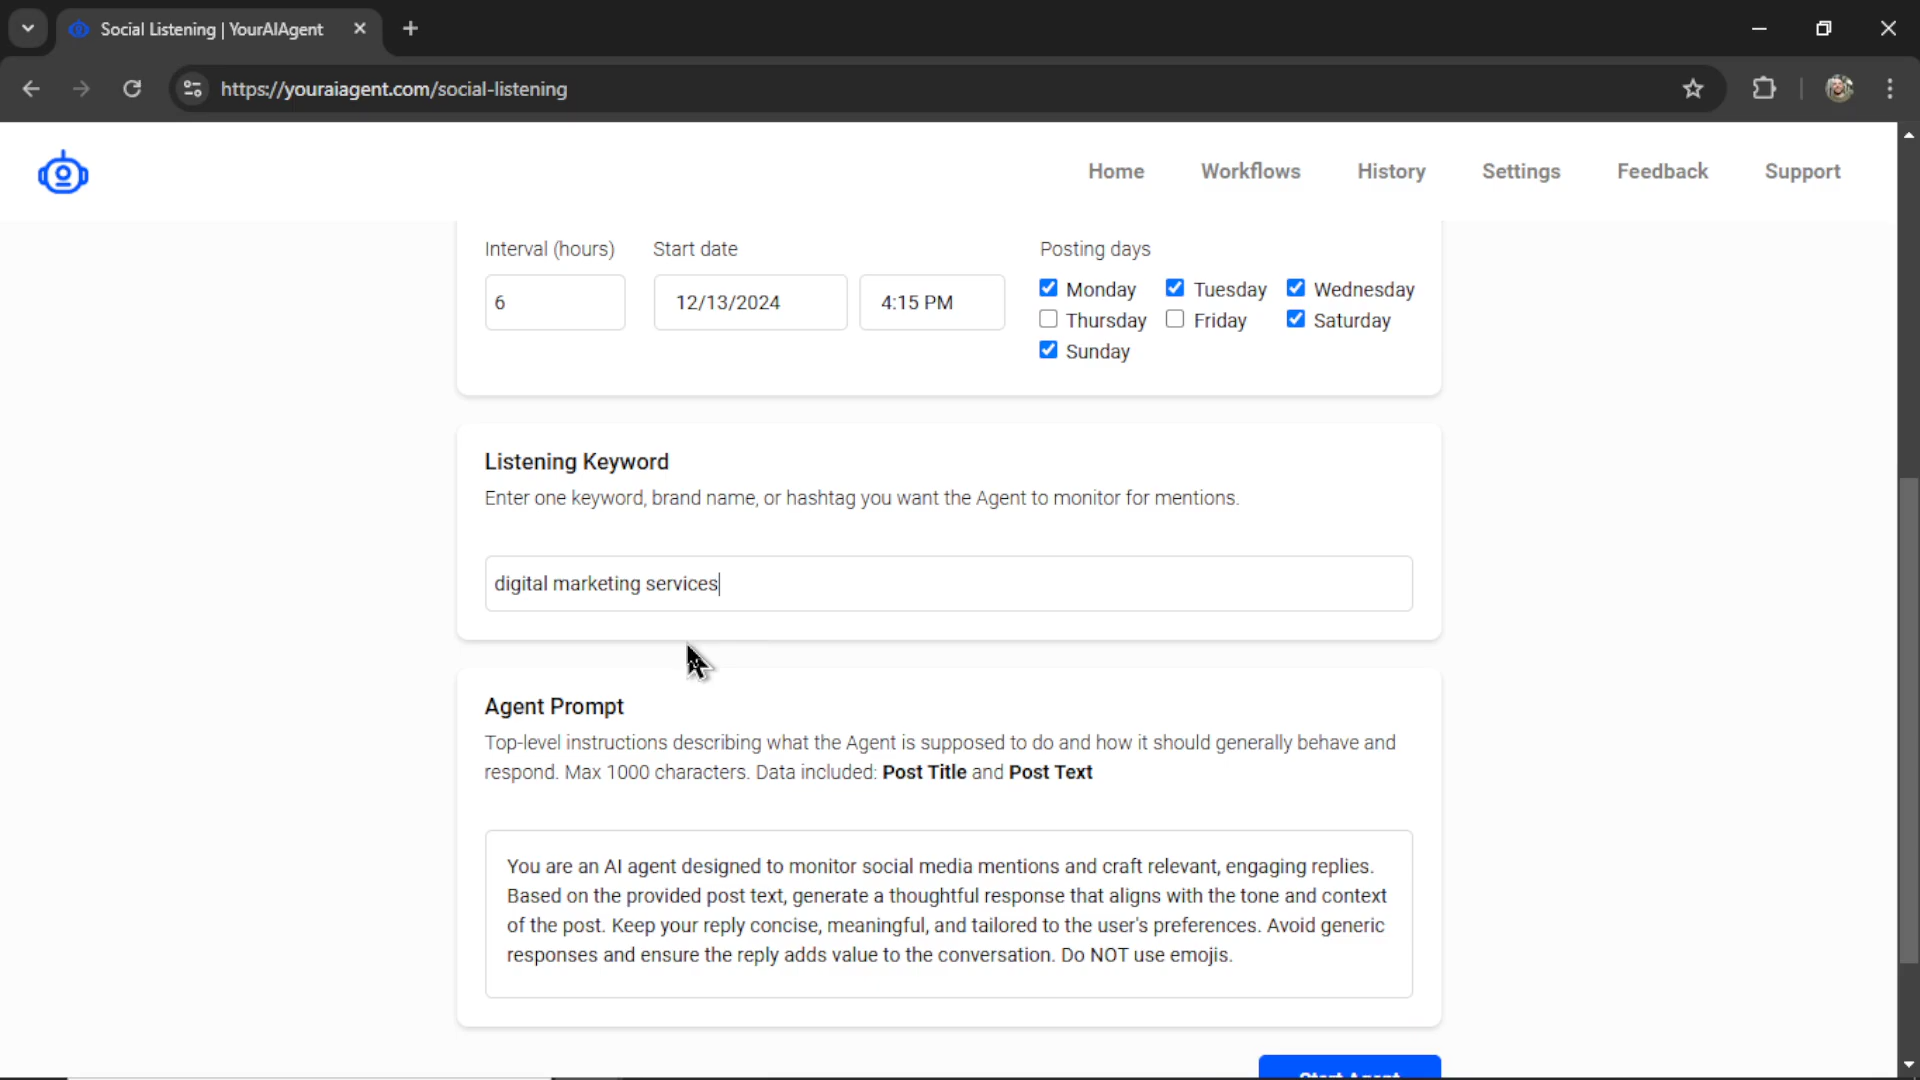 Social Listening | YourAIAgent
https://youraiagent.com/social-listening
Home Workflows History Settings Feedback Support
Interval (hours) Start date Posting days
6 12/13/2024 4:15 PM
Monday Tuesday Wednesday
Thursday Friday Saturday
Sunday
Listening Keyword
Enter one keyword, brand name, or hashtag you want the Agent to monitor for mentions.
digital marketing services
Agent Prompt
Top-level instructions describing what the Agent is supposed to do and how it should generally behave and
respond. Max 1000 characters. Data included: Post Title and Post Text
You are an AI agent designed to monitor social media mentions and craft relevant, engaging replies.
Based on the provided post text, generate a thoughtful response that aligns with the tone and context
of the post. Keep your reply concise, meaningful, and tailored to the user's preferences. Avoid generic
responses and ensure the reply adds value to the conversation. Do NOT use emojis.
Start Agent